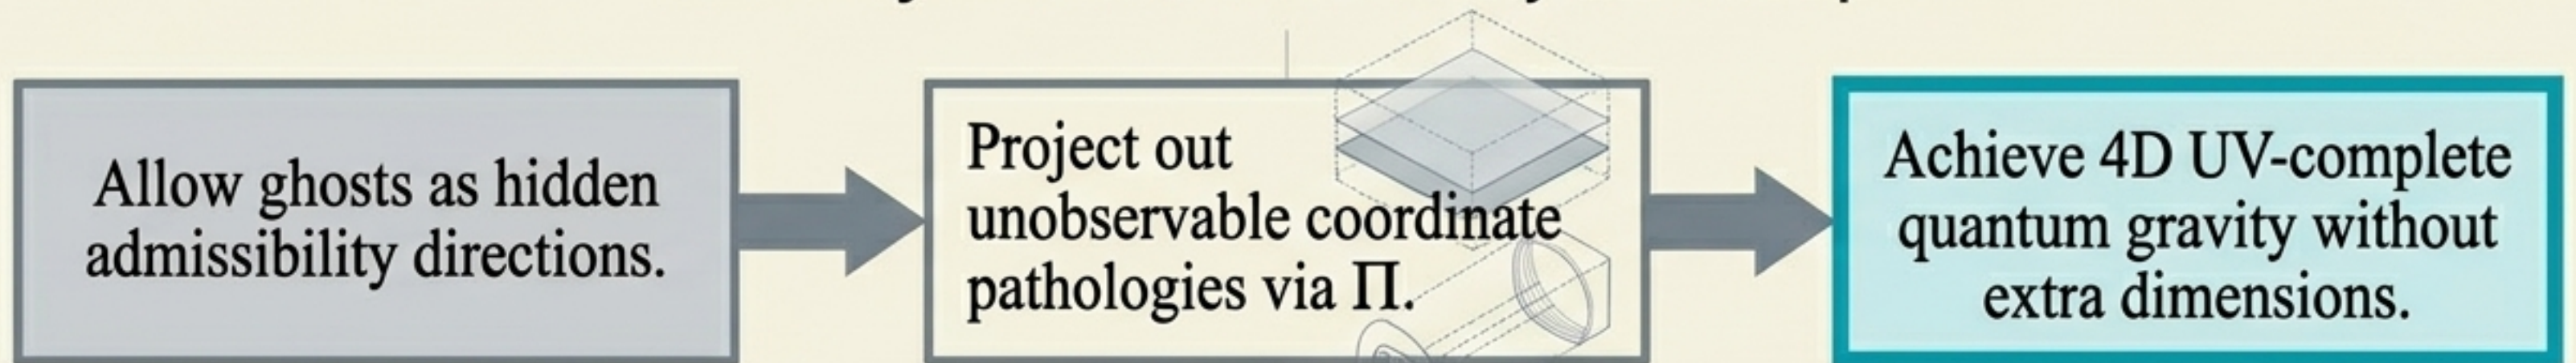 Allow ghosts as hidden
admissibility directions.
Project out
unobservable coordinate
pathologies via Π.
Achieve 4D UV-complete
quantum gravity without
extra dimensions.